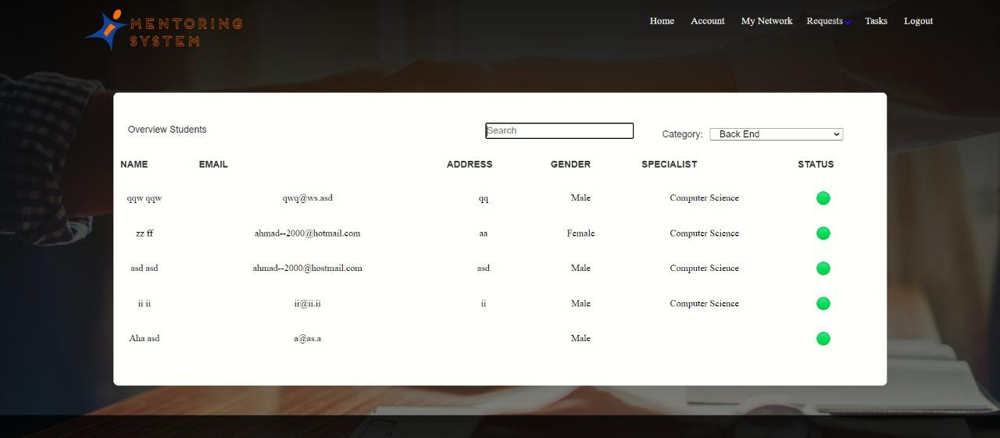 MENTORING
SYSTEM
Home Account My Network Requests Tasks Logout
Overview Students Search Category: Back End
NAME EMAIL ADDRESS GENDER SPECIALIST STATUS
qqw qqw qwq@ws.asd qq Male Computer Science
zz ff ahmad--2000@hotmail.com aa Female Computer Science
asd asd ahmad--2000@hostmail.com asd Male Computer Science
ii ii ii@ii.ii ii Male Computer Science
Aha asd a@as.a Male